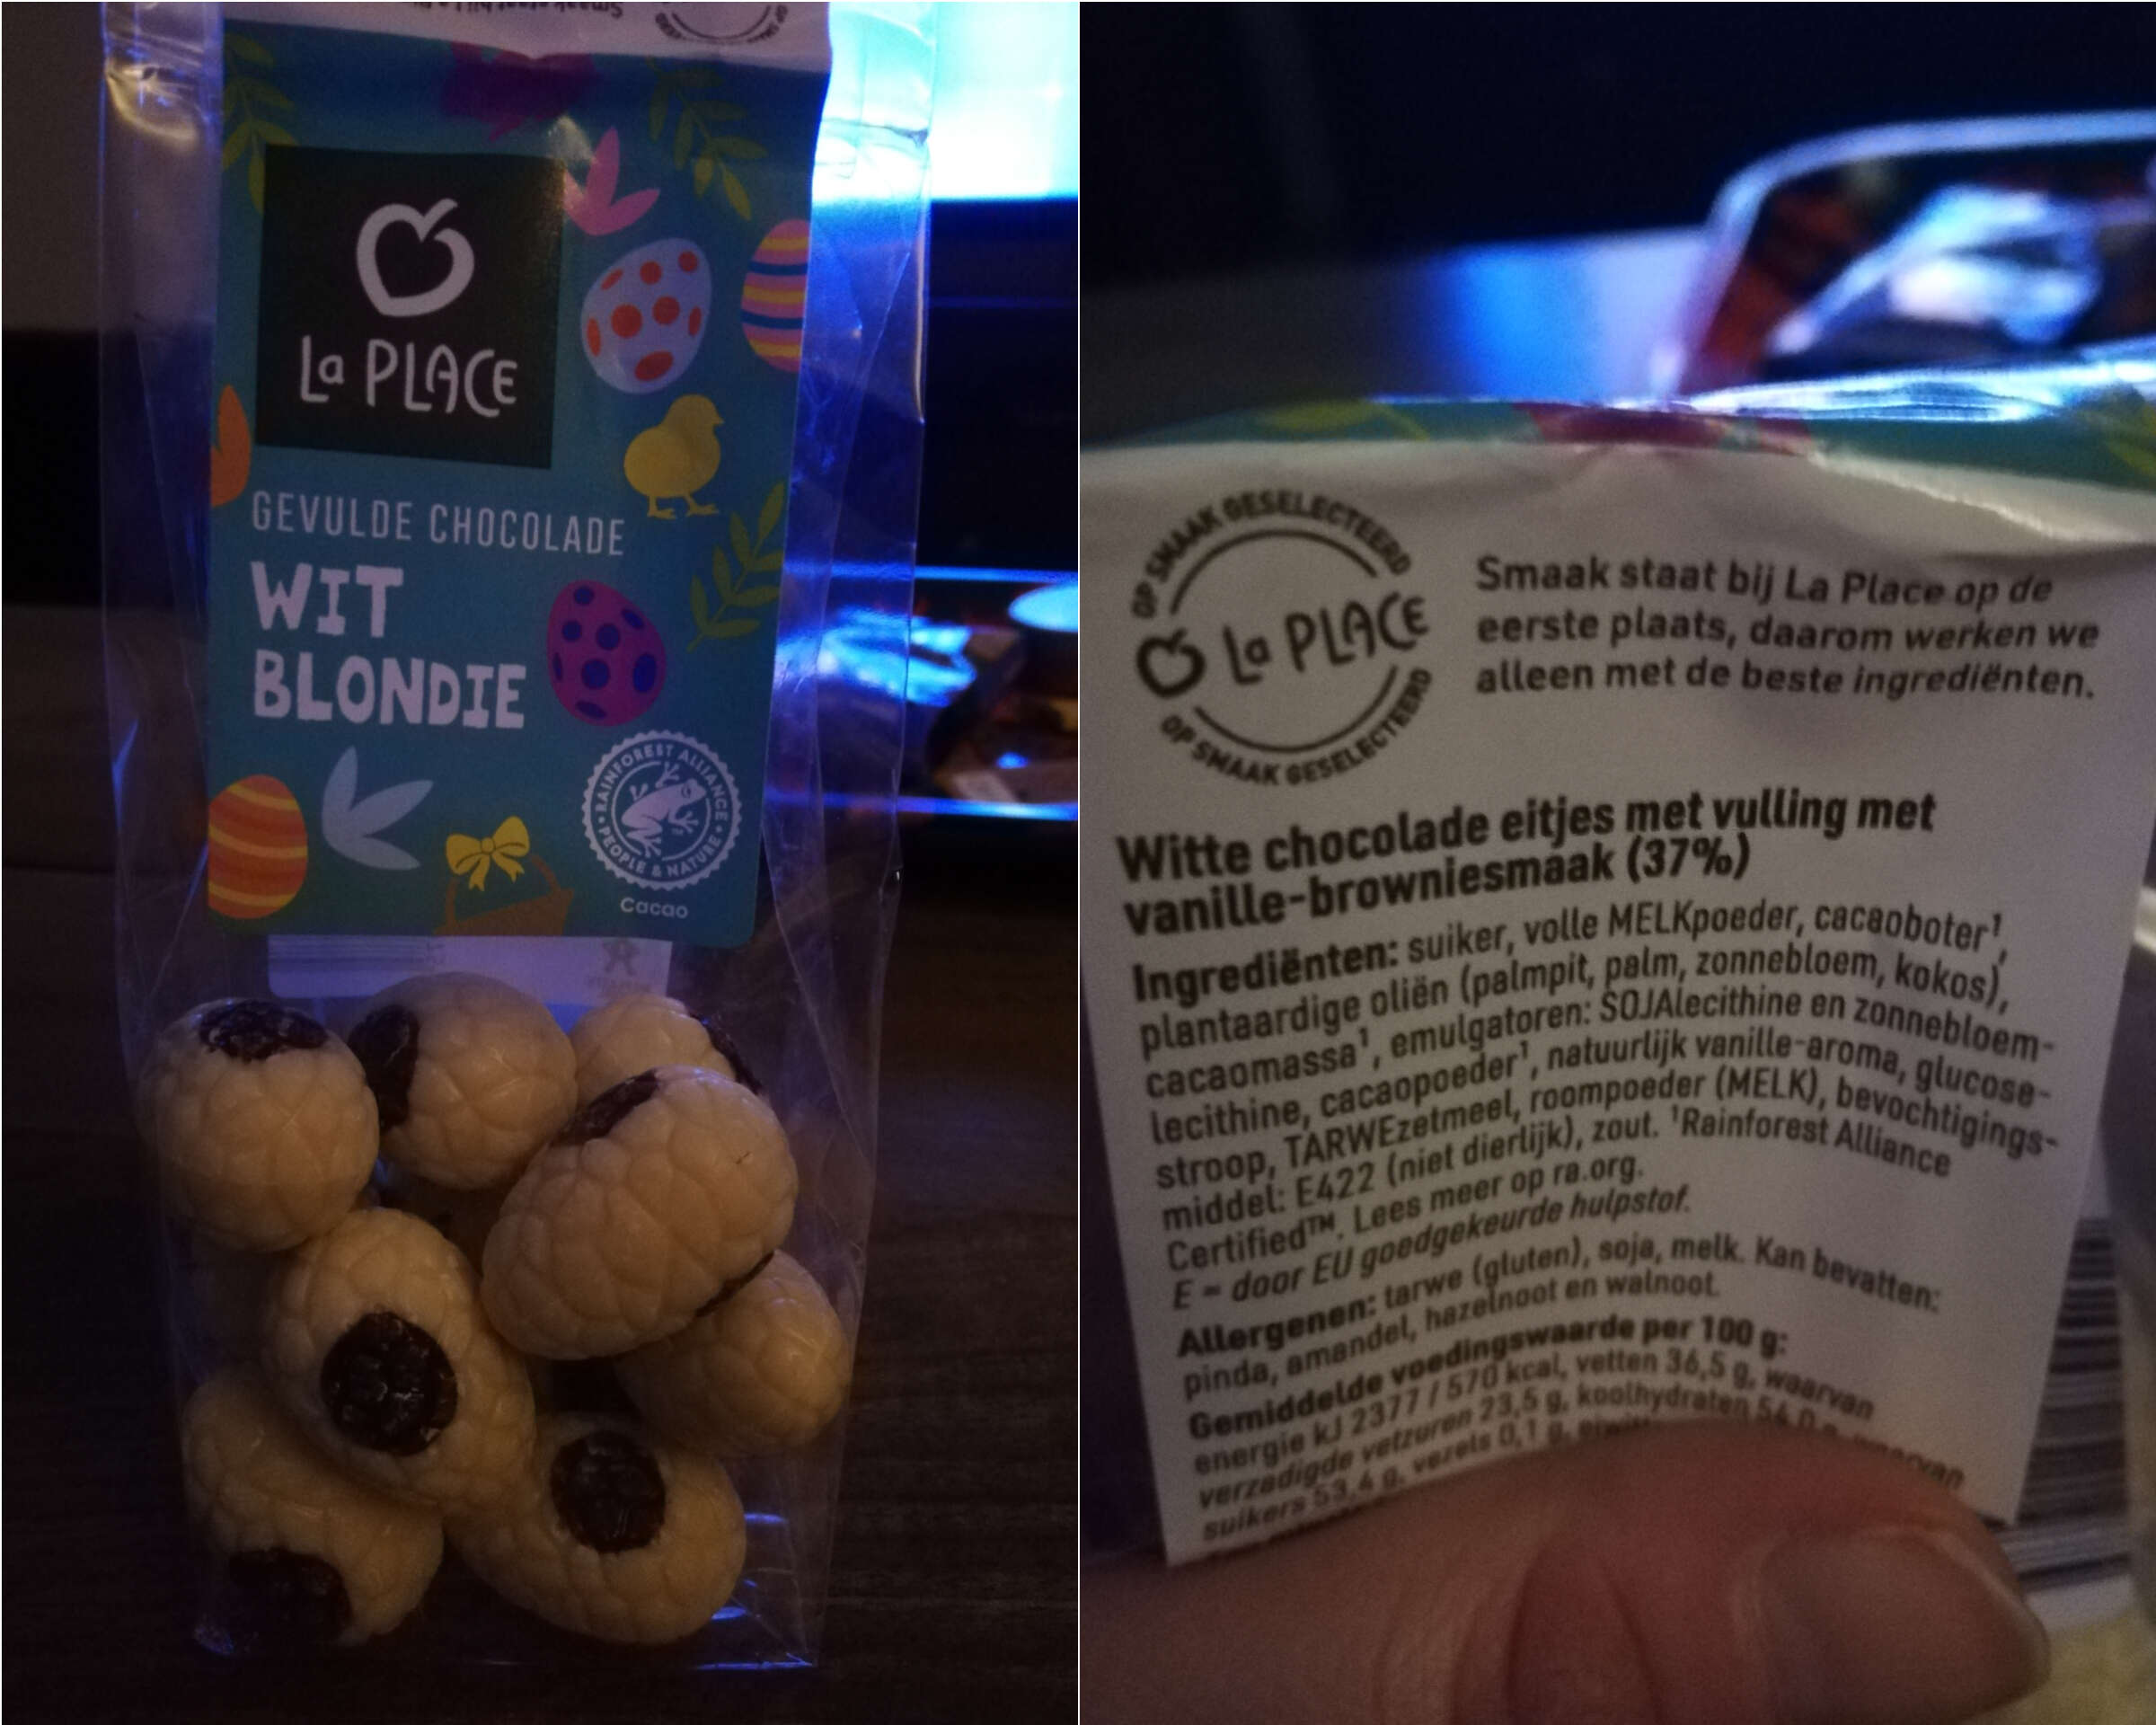 La PLACE
GEVULDE CHOCOLADE
WIT
BLONDIE
RAINFOREST ALLIANCE
PEOPLE & NATURE
TM
Cacao
OP SMAAK GESELECTEERD
La PLACE
OP SMAAK GESELECTEERD
Smaak staat bij La Place op de
eerste plaats, daarom werken we
alleen met de beste ingrediënten.
Witte chocolade eitjes met vulling met
vanille-browniesmaak (37%)
Ingrediënten: suiker, volle MELKpoeder, cacaoboter¹,
plantaardige oliën (palmpit, palm, zonnebloem, kokos),
cacaomassa¹, emulgatoren: SOJAlecithine en zonnebloem-
lecithine, cacaopoeder¹, natuurlijk vanille-aroma, glucose-
stroop, TARWEzetmeel, roompoeder (MELK), bevochtigings-
middel: E422 (niet dierlijk), zout. ¹Rainforest Alliance
Certified™. Lees meer op ra.org.
E = door EU goedgekeurde hulpstof.
Allergenen: tarwe (gluten), soja, melk. Kan bevatten:
pinda, amandel, hazelnoot en walnoot.
Gemiddelde voedingswaarde per 100 g:
energie kJ 2377 / 570 kcal, vetten 36,5 g, waarvan
verzadigde vetzuren 23,5 g, koolhydraten 54,0 g, waarvan
suikers 53,4 g, vezels 0,1 g,